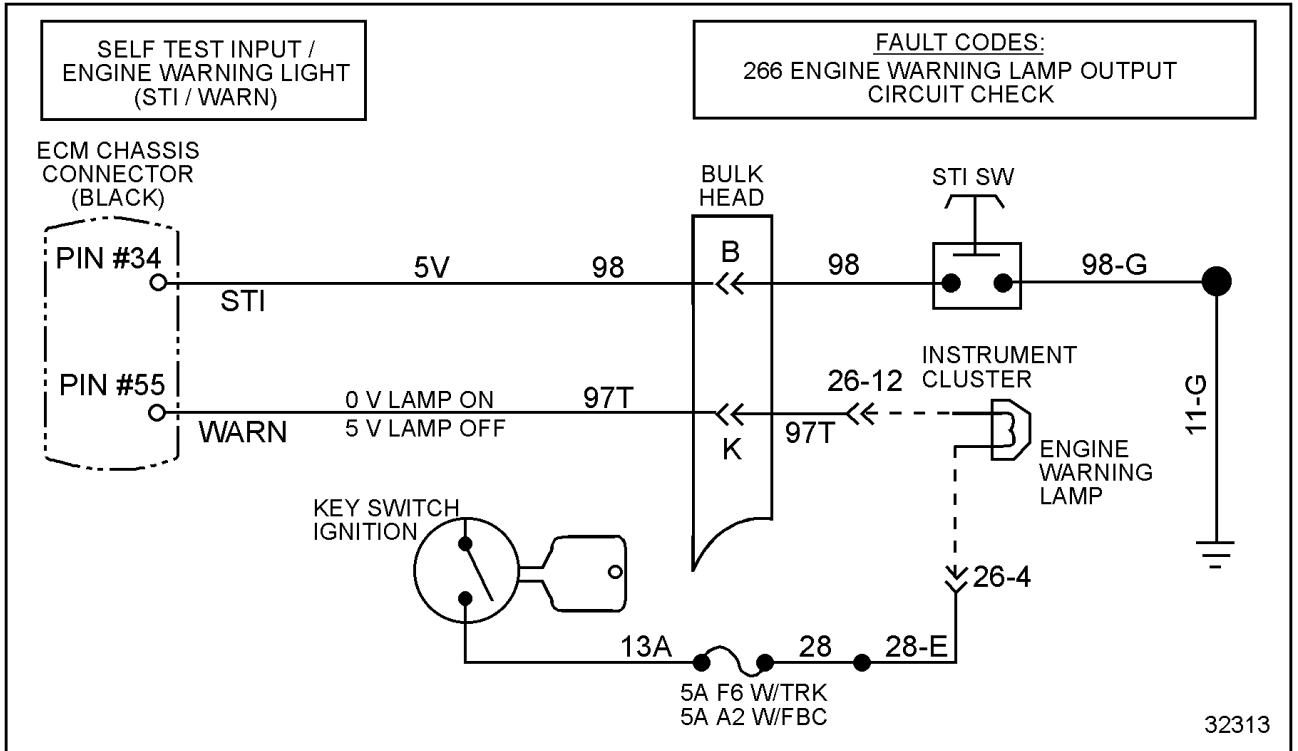 SELF TEST INPUT /
ENGINE WARNING LIGHT
(STI / WARN)
FAULT CODES:
266 ENGINE WARNING LAMP OUTPUT
CIRCUIT CHECK
ECM CHASSIS
CONNECTOR
(BLACK)
BULK
HEAD
STI SW
PIN #34
5V
98
B
98
98-G
STI
INSTRUMENT
CLUSTER
PIN #55
0 V LAMP ON
5 V LAMP OFF
97T
26-12
11-G
WARN
K
97T
ENGINE
WARNING
LAMP
KEY SWITCH
IGNITION
26-4
13A
28
28-E
5A F6 W/TRK
5A A2 W/FBC
32313